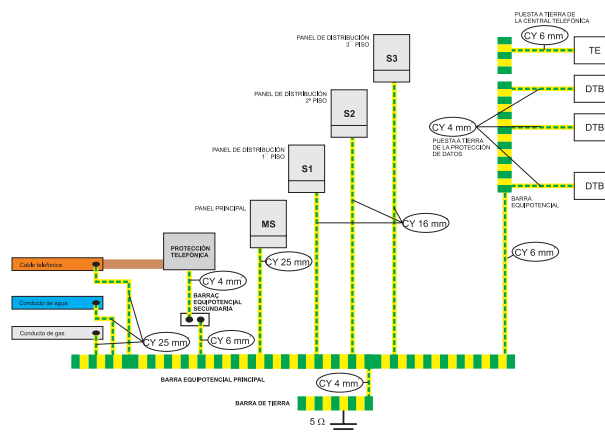 PUESTA A TIERRA DE
LA CENTRAL TELEFÓNICA
CY 6 mm
TE
PANEL DE DISTRIBUCIÓN
3¨ PISO
S3
DTB
PANEL DE DISTRIBUCIÓN
2º PISO
S2
CY 4 mm
DTB
PUESTA A TIERRA
DE LA PROTECCIÓN
DE DATOS
PANEL DE DISTRIBUCIÓN
1¨ PISO
S1
DTB
BARRA
EQUIPOTENCIAL
PANEL PRINCIPAL
MS
CY 16 mm
PROTECCIÓN
TELEFÓNICA
CY 6 mm
Cable telefónico
CY 25 mm
CY 4 mm
Conducto de agua
BARRAÇ
EQUIPOTENCIAL
SECUNDARÍA
Conducto de gas
CY 25 mm
CY 6 mm
BARRA EQUIPOTENCIAL PRINCIPAL
CY 4 mm
BARRA DE TIERRA
5 Ω